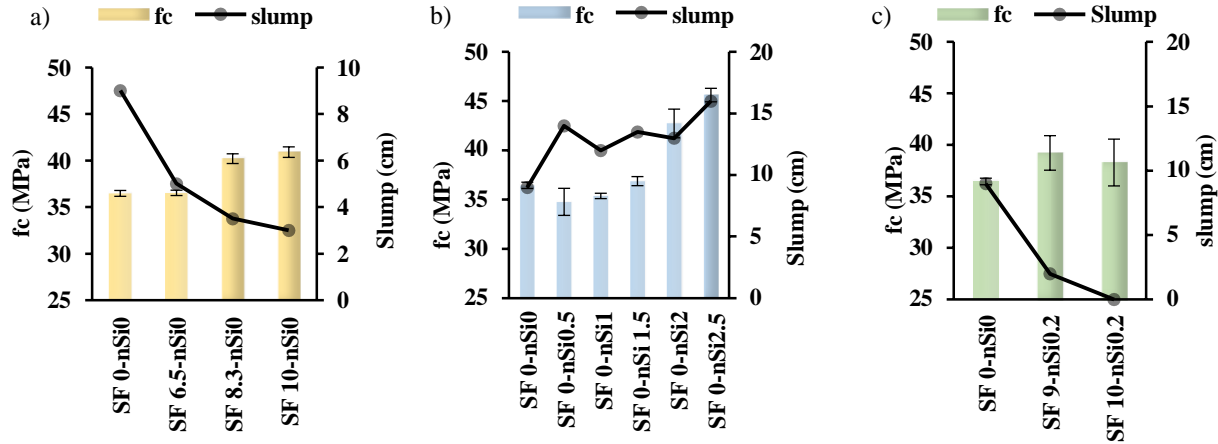 a)
fc slump
fc (MPa)
50
45
40
35
30
25
10
8
6
4
2
0
Slump (cm)
SF 0-nSi0
SF 6.5-nSi0
SF 8.3-nSi0
SF 10-nSi0
b)
fc slump
fc (MPa)
50
45
40
35
30
25
20
15
10
5
0
Slump (cm)
SF 0-nSi0
SF 0-nSi0.5
SF 0-nSi1
SF 0-nSi 1.5
SF 0-nSi2
SF 0-nSi2.5
c)
fc Slump
fc (MPa)
50
45
40
35
30
25
20
15
10
5
0
slump (cm)
SF 0-nSi0
SF 9-nSi0.2
SF 10-nSi0.2